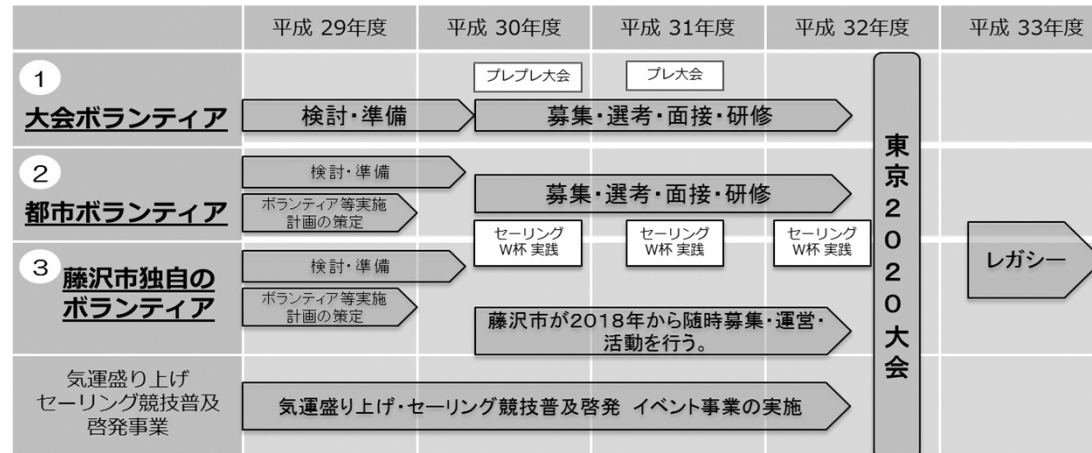 平成 29年度
平成 30年度
平成 31年度
平成 32年度
平成 33年度
1
大会ボランティア
プレプレ大会
プレ大会
検討・準備
募集・選考・面接・研修
2
都市ボランティア
検討・準備
ボランティア等実施
計画の策定
募集・選考・面接・研修
セーリング
W杯 実践
セーリング
W杯 実践
セーリング
W杯 実践
3
藤沢市独自の
ボランティア
検討・準備
ボランティア等実施
計画の策定
藤沢市が2018年から随時募集・運営・
活動を行う。
気運盛り上げ
セーリング競技普及
啓発事業
気運盛り上げ・セーリング競技普及啓発 イベント事業の実施
東京2020大会
レガシー